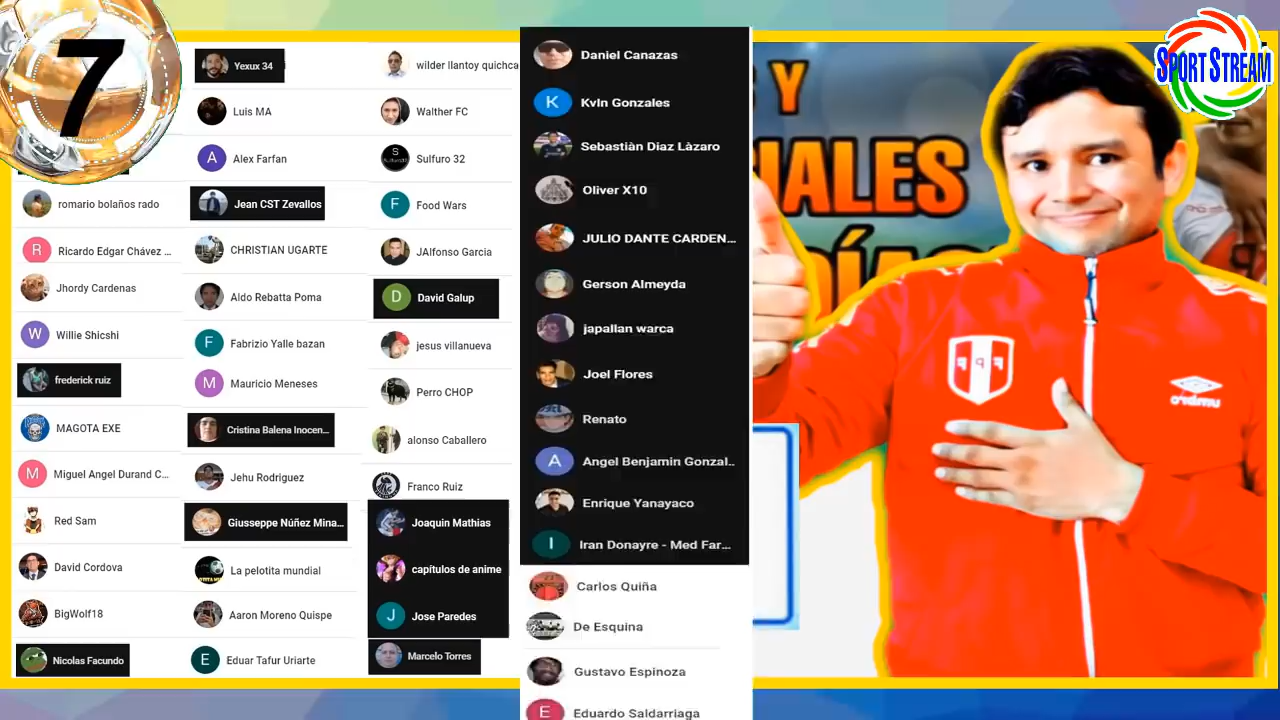 7
romario bolaños rado
Ricardo Edgar Chávez ...
Jhordy Cardenas
Willie Shicshi
frederick ruiz
MAGOTA EXE
Miguel Angel Durand C...
Red Sam
David Cordova
BigWolf18
Nicolas Facundo
Yexux 34
Luis MA
Alex Farfan
Jean CST Zevallos
CHRISTIAN UGARTE
Aldo Rebatta Poma
Fabrizio Yalle bazan
Mauricio Meneses
Cristina Balena Inocen...
Jehu Rodriguez
Giusseppe Núñez Mina...
La pelotita mundial
Aaron Moreno Quispe
Eduar Tafur Uriarte
wilder llantoy quichca
Walther FC
Sulfuro 32
Food Wars
JAlfonso Garcia
David Galup
jesus villanueva
Perro CHOP
alonso Caballero
Franco Ruiz
Joaquin Mathias
capítulos de anime
Jose Paredes
Marcelo Torres
Daniel Canazas
Kvln Gonzales
Sebastiàn Diaz Làzaro
Oliver X10
JULIO DANTE CARDEN...
Gerson Almeyda
japallan warca
Joel Flores
Renato
Angel Benjamin Gonzal..
Enrique Yanayaco
Iran Donayre - Med Far...
Carlos Quiña
De Esquina
Gustavo Espinoza
Eduardo Saldarriaga
Y
IALES
DÍAS
SPORT STREAM
umbro